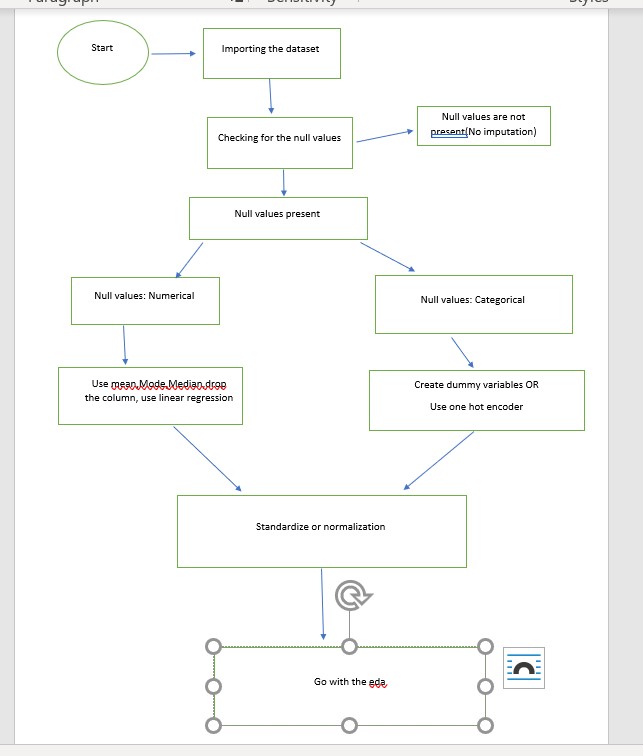 Paragraph
Sensitivity
Styles
Start
Importing the dataset
Checking for the null values
Null values are not
present(No imputation)
Null values present
Null values: Numerical
Null values: Categorical
Use mean,Mode,Median,drop
the column, use linear regression
Create dummy variables OR
Use one hot encoder
Standardize or normalization
Go with the eda.